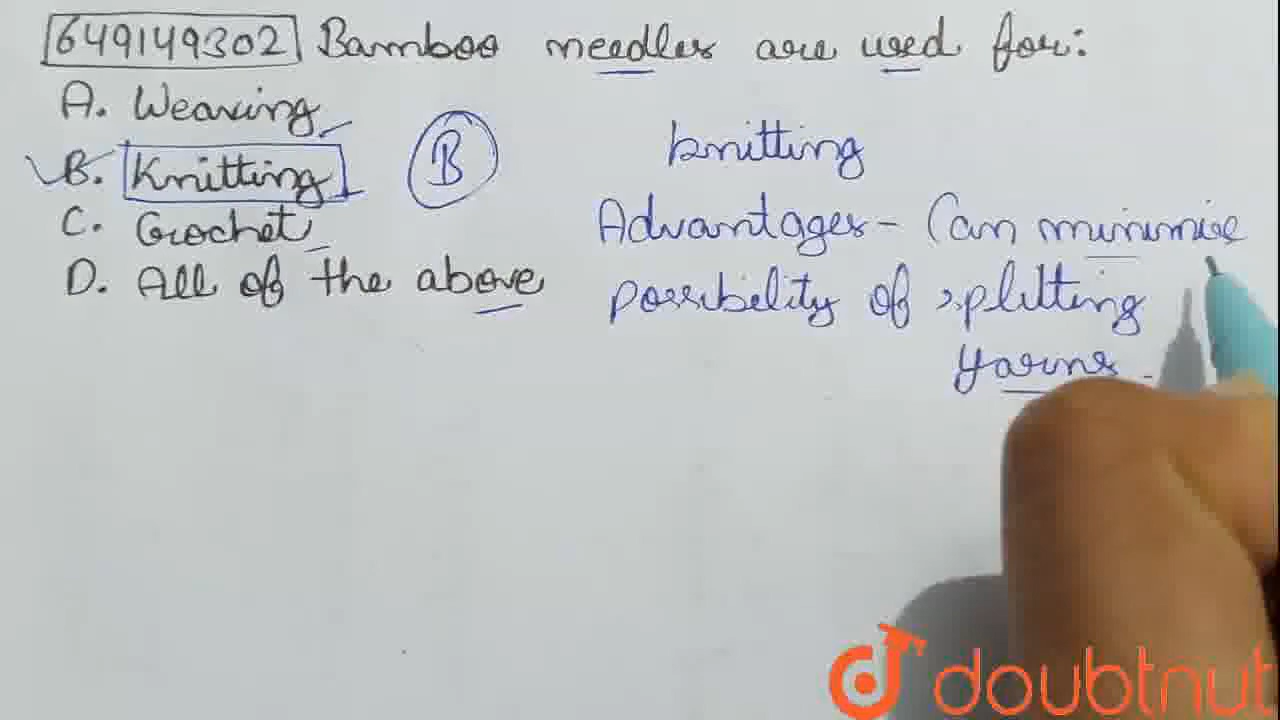 649149302 Bamboo needles are used for:
A. Weaving
B. Knitting
C. Crochet
D. All of the above
B
knitting
Advantages - Can minimise
possibility of splitting
yarns
doubtnut